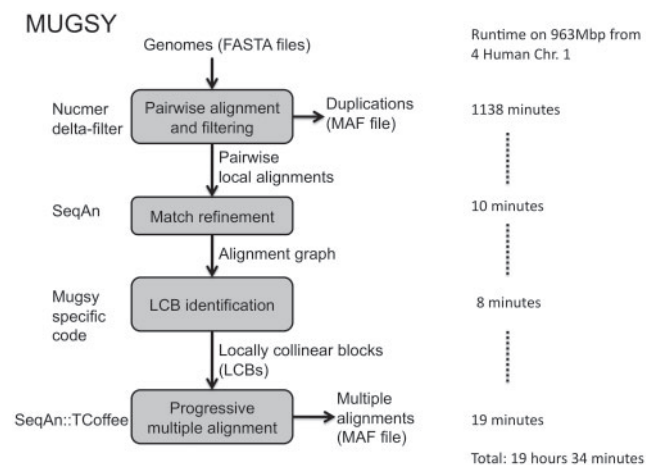 MUGSY
Genomes (FASTA files)
Runtime on 963Mbp from
4 Human Chr. 1
Nucmer
delta-filter
Pairwise alignment
and filtering
Duplications
(MAF file)
1138 minutes
Pairwise
local alignments
SeqAn
Match refinement
10 minutes
Alignment graph
Mugsy
specific
code
LCB identification
8 minutes
Locally collinear blocks
(LCBs)
SeqAn::TCoffee
Progressive
multiple alignment
Multiple
alignments
(MAF file)
19 minutes
Total: 19 hours 34 minutes